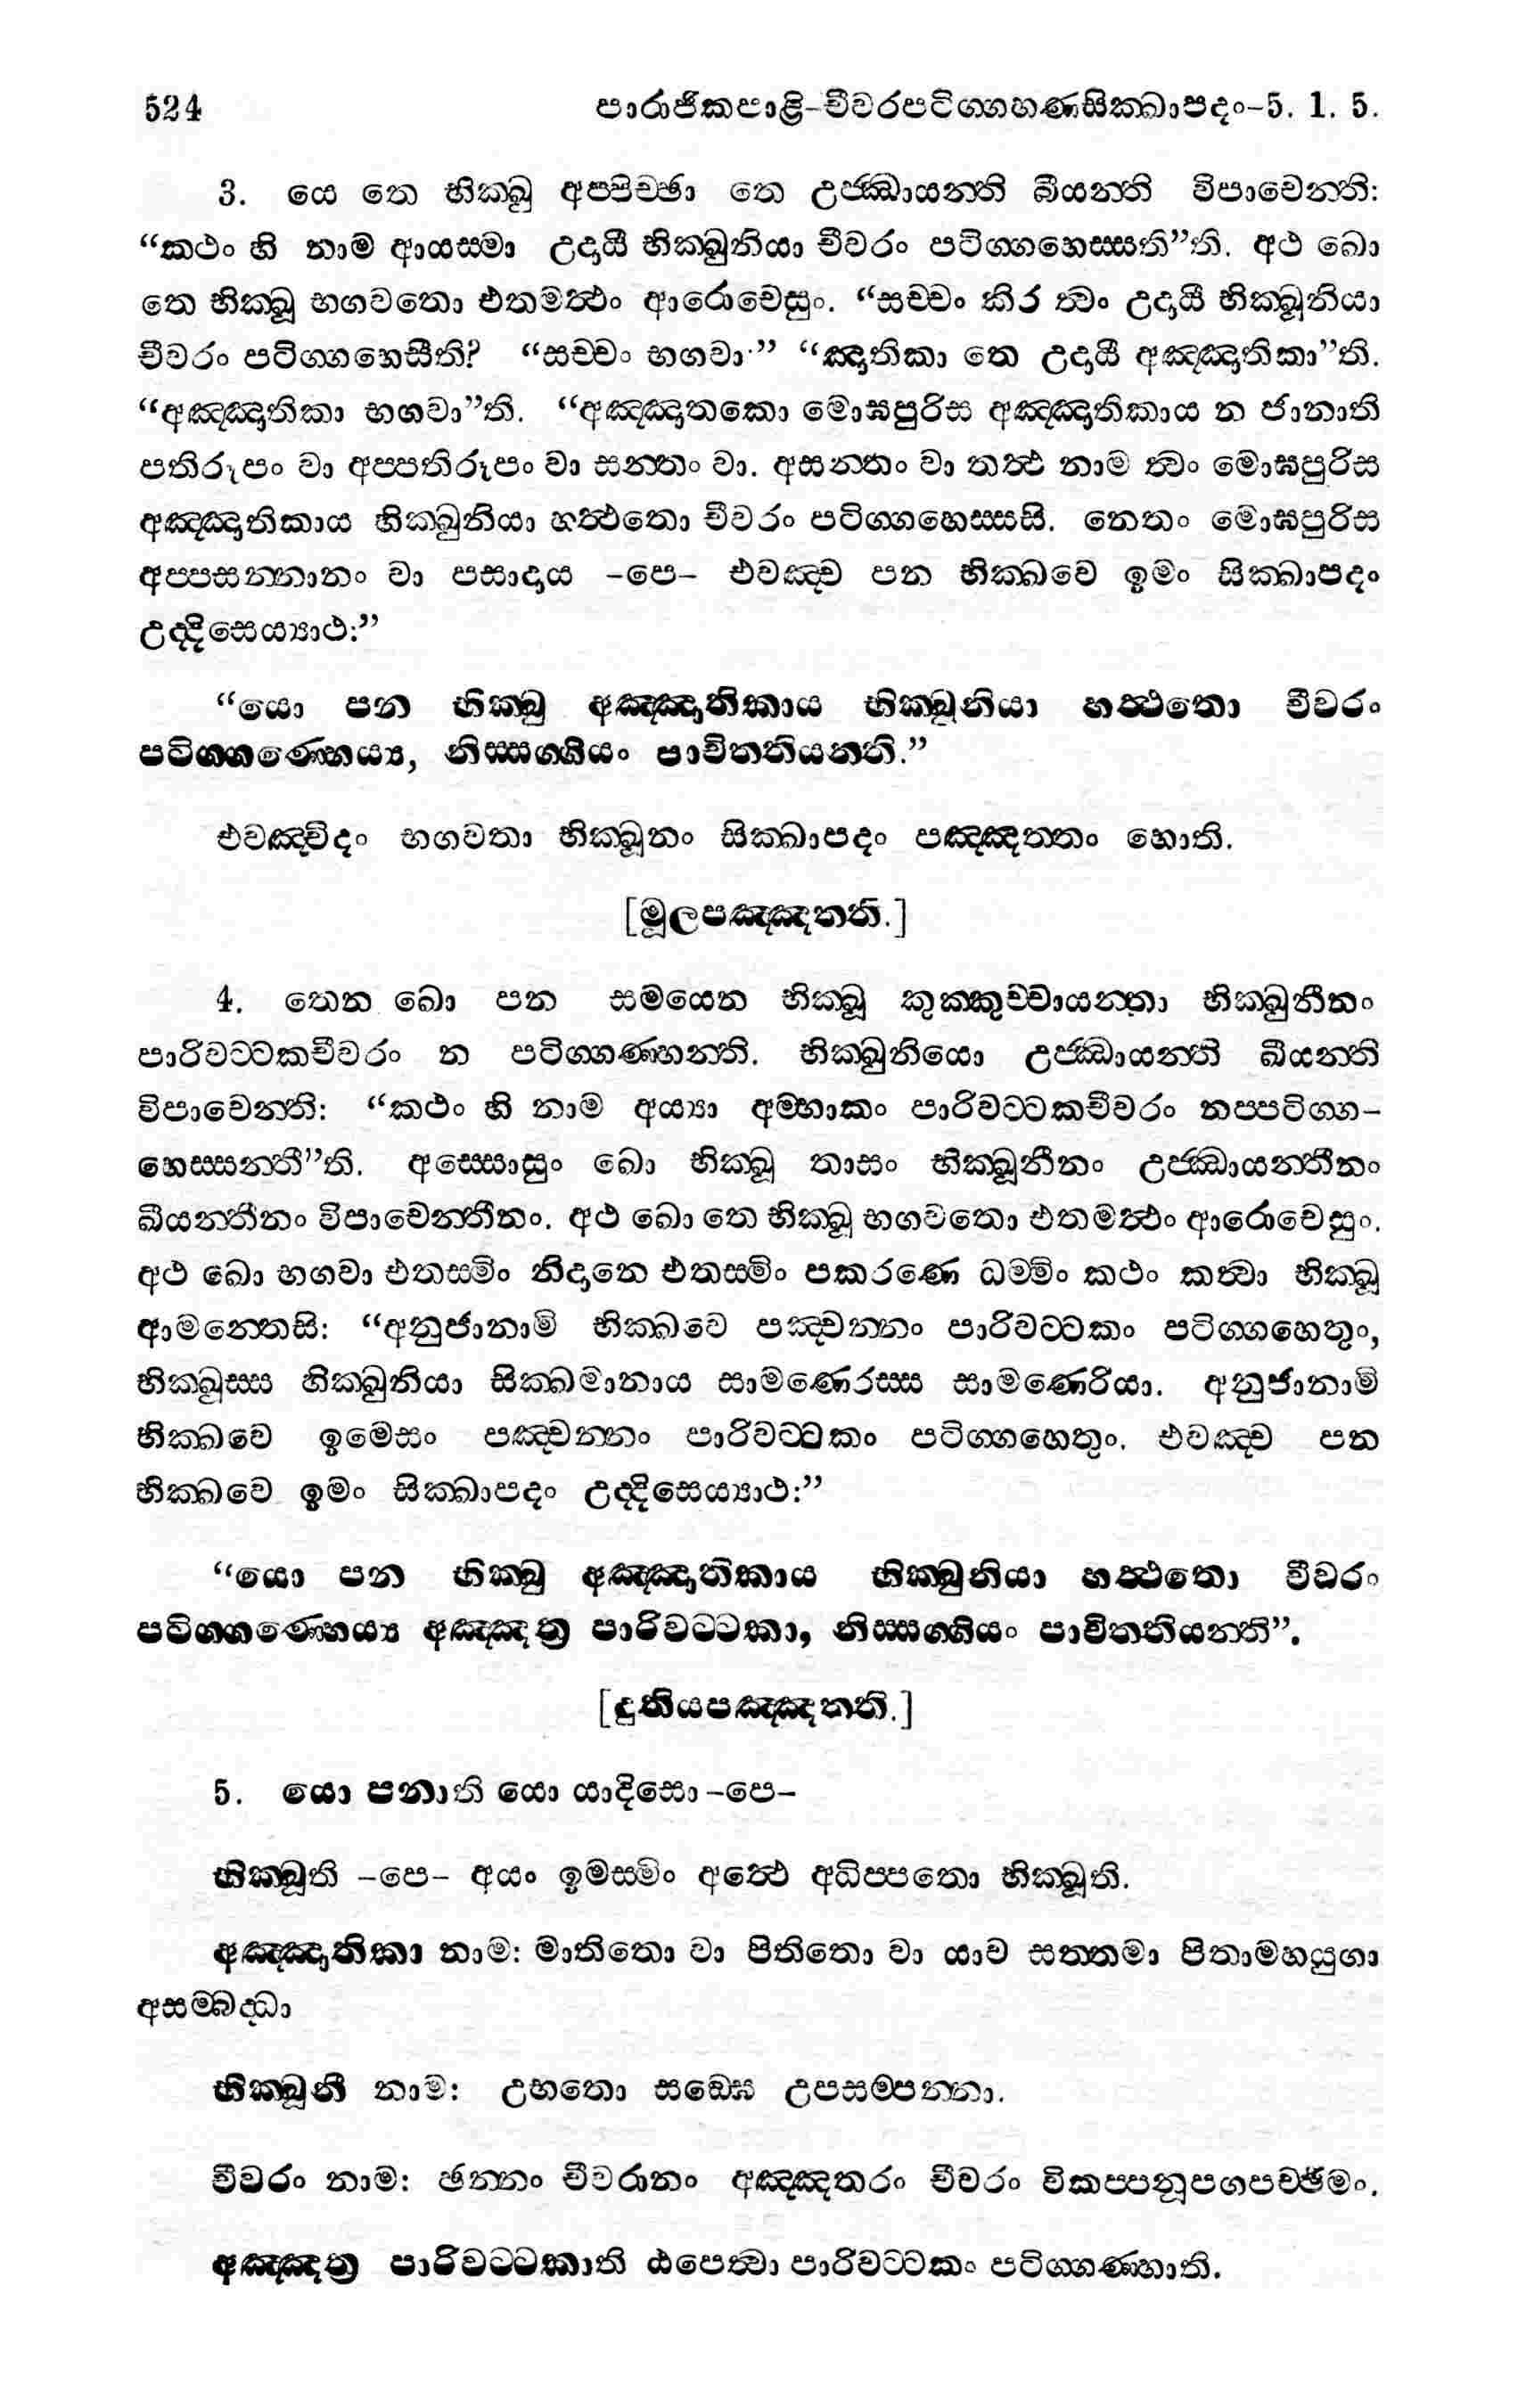 524 පාරාජිකපාළි-චීවරපටිග්ගහණසික්ඛාපදං-5. 1. 5.
3. යෙ තෙ භික්ඛු අප්පිච්ඡා තෙ උජ්ඣායන්ති ඛීයන්ති විපාචෙන්ති:
“කථං හි නාම ආයස්මා උදායී භික්ඛුනියා චීවරං පටිග්ගහෙස්සති”ති. අථ ඛො
තෙ භික්ඛූ භගවතො එතමත්ථං ආරොචෙසුං. “සච්චං කිර ත්වං උදායී භික්ඛූනියා
චීවරං පටිග්ගහෙසීති? “සච්චං භගවා.” “ඤාතිකා තෙ උදායී අඤ්ඤාතිකා”ති.
“අඤ්ඤාතිකා භගවා”ති. “අඤ්ඤාතකො මොඝපුරිස අඤ්ඤාතිකාය න ජානාති
පතිරූපං වා අප්පතිරූපං වා සන්තං වා. අසන්තං වා තත්ථ නාම ත්වං මොඝපුරිස
අඤ්ඤාතිකාය භික්ඛුනියා හත්ථතො චීවරං පටිග්ගහෙස්සසි. නෙතං මොඝපුරිස
අප්පසන්නානං වා පසාදාය -පෙ- එවඤ්ච පන භික්ඛවෙ ඉමං සික්ඛාපදං
උද්දිසෙය්‍යාථ:”
“යො පන භික්ඛු අඤ්ඤාතිකාය භික්ඛූනියා හත්ථතො චීවරං
පටිග්ගණ්හෙය්‍ය, නිස්සග්ගියං පාචිත්තියන්ති.”
එවඤ්චිදං භගවතා භික්ඛූනං සික්ඛාපදං පඤ්ඤත්තං හොති.
[මූලපඤ්ඤත්ති.]
4. තෙන ඛො පන සමයෙන භික්ඛූ කුක්කුච්චායන්තා භික්ඛුනීනං
පාරිවට්ටකචීවරං න පටිග්ගණ්හන්ති. භික්ඛුනියො උජ්ඣායන්ති ඛීයන්ති
විපාචෙන්ති: “කථං හි නාම අය්‍යා අම්හාකං පාරිවට්ටකචීවරං නප්පටිග්ග-
හෙස්සන්තී”ති. අස්සොසුං ඛො භික්ඛූ තාසං භික්ඛූනීනං උජ්ඣායන්තීනං
ඛීයන්තීනං විපාචෙන්තීනං. අථ ඛො තෙ භික්ඛූ භගවතො එතමත්ථං ආරොචෙසුං.
අථ ඛො භගවා එතස්මිං නිදානෙ එතස්මිං පකරණෙ ධම්මිං කථං කත්වා භික්ඛූ
ආමන්තෙසි: “අනුජානාමි භික්ඛවෙ පඤ්චන්නං පාරිවට්ටකං පටිග්ගහෙතුං,
භික්ඛුස්ස භික්ඛුනියා සික්ඛමානාය සාමණෙරස්ස සාමණෙරියා. අනුජානාමි
භික්ඛවෙ ඉමෙසං පඤ්චන්නං පාරිවට්ටකං පටිග්ගහෙතුං. එවඤ්ච පන
භික්ඛවෙ ඉමං සික්ඛාපදං උද්දිසෙය්‍යාථ:”
“යො පන භික්ඛු අඤ්ඤාතිකාය භික්ඛුනියා හත්ථතො චීවරං
පටිග්ගණ්හෙය්‍ය අඤ්ඤත්‍ර පාරිවට්ටකා, නිස්සග්ගියං පාචිත්තියන්ති”.
[දුතියපඤ්ඤත්ති.]
5. යො පනාති යො යාදිසො -පෙ-
භික්ඛූති -පෙ- අයං ඉමස්මිං අත්ථෙ අධිප්පතො භික්ඛූති.
අඤ්ඤාතිකා නාම: මාතිතො වා පිතිතො වා යාව සත්තමා පිතාමහයුගා
අසම්බද්ධා
භික්ඛූනී නාම: උභතො සඞ්ඝෙ උපසම්පන්නා.
චීවරං නාම: ඡන්නං චීවරානං අඤ්ඤතරං චීවරං විකප්පනූපගපච්ඡිමං.
අඤ්ඤත්‍ර පාරිවට්ටකාති ඨපෙත්වා පාරිවට්ටකං පටිග්ගණ්හාති.